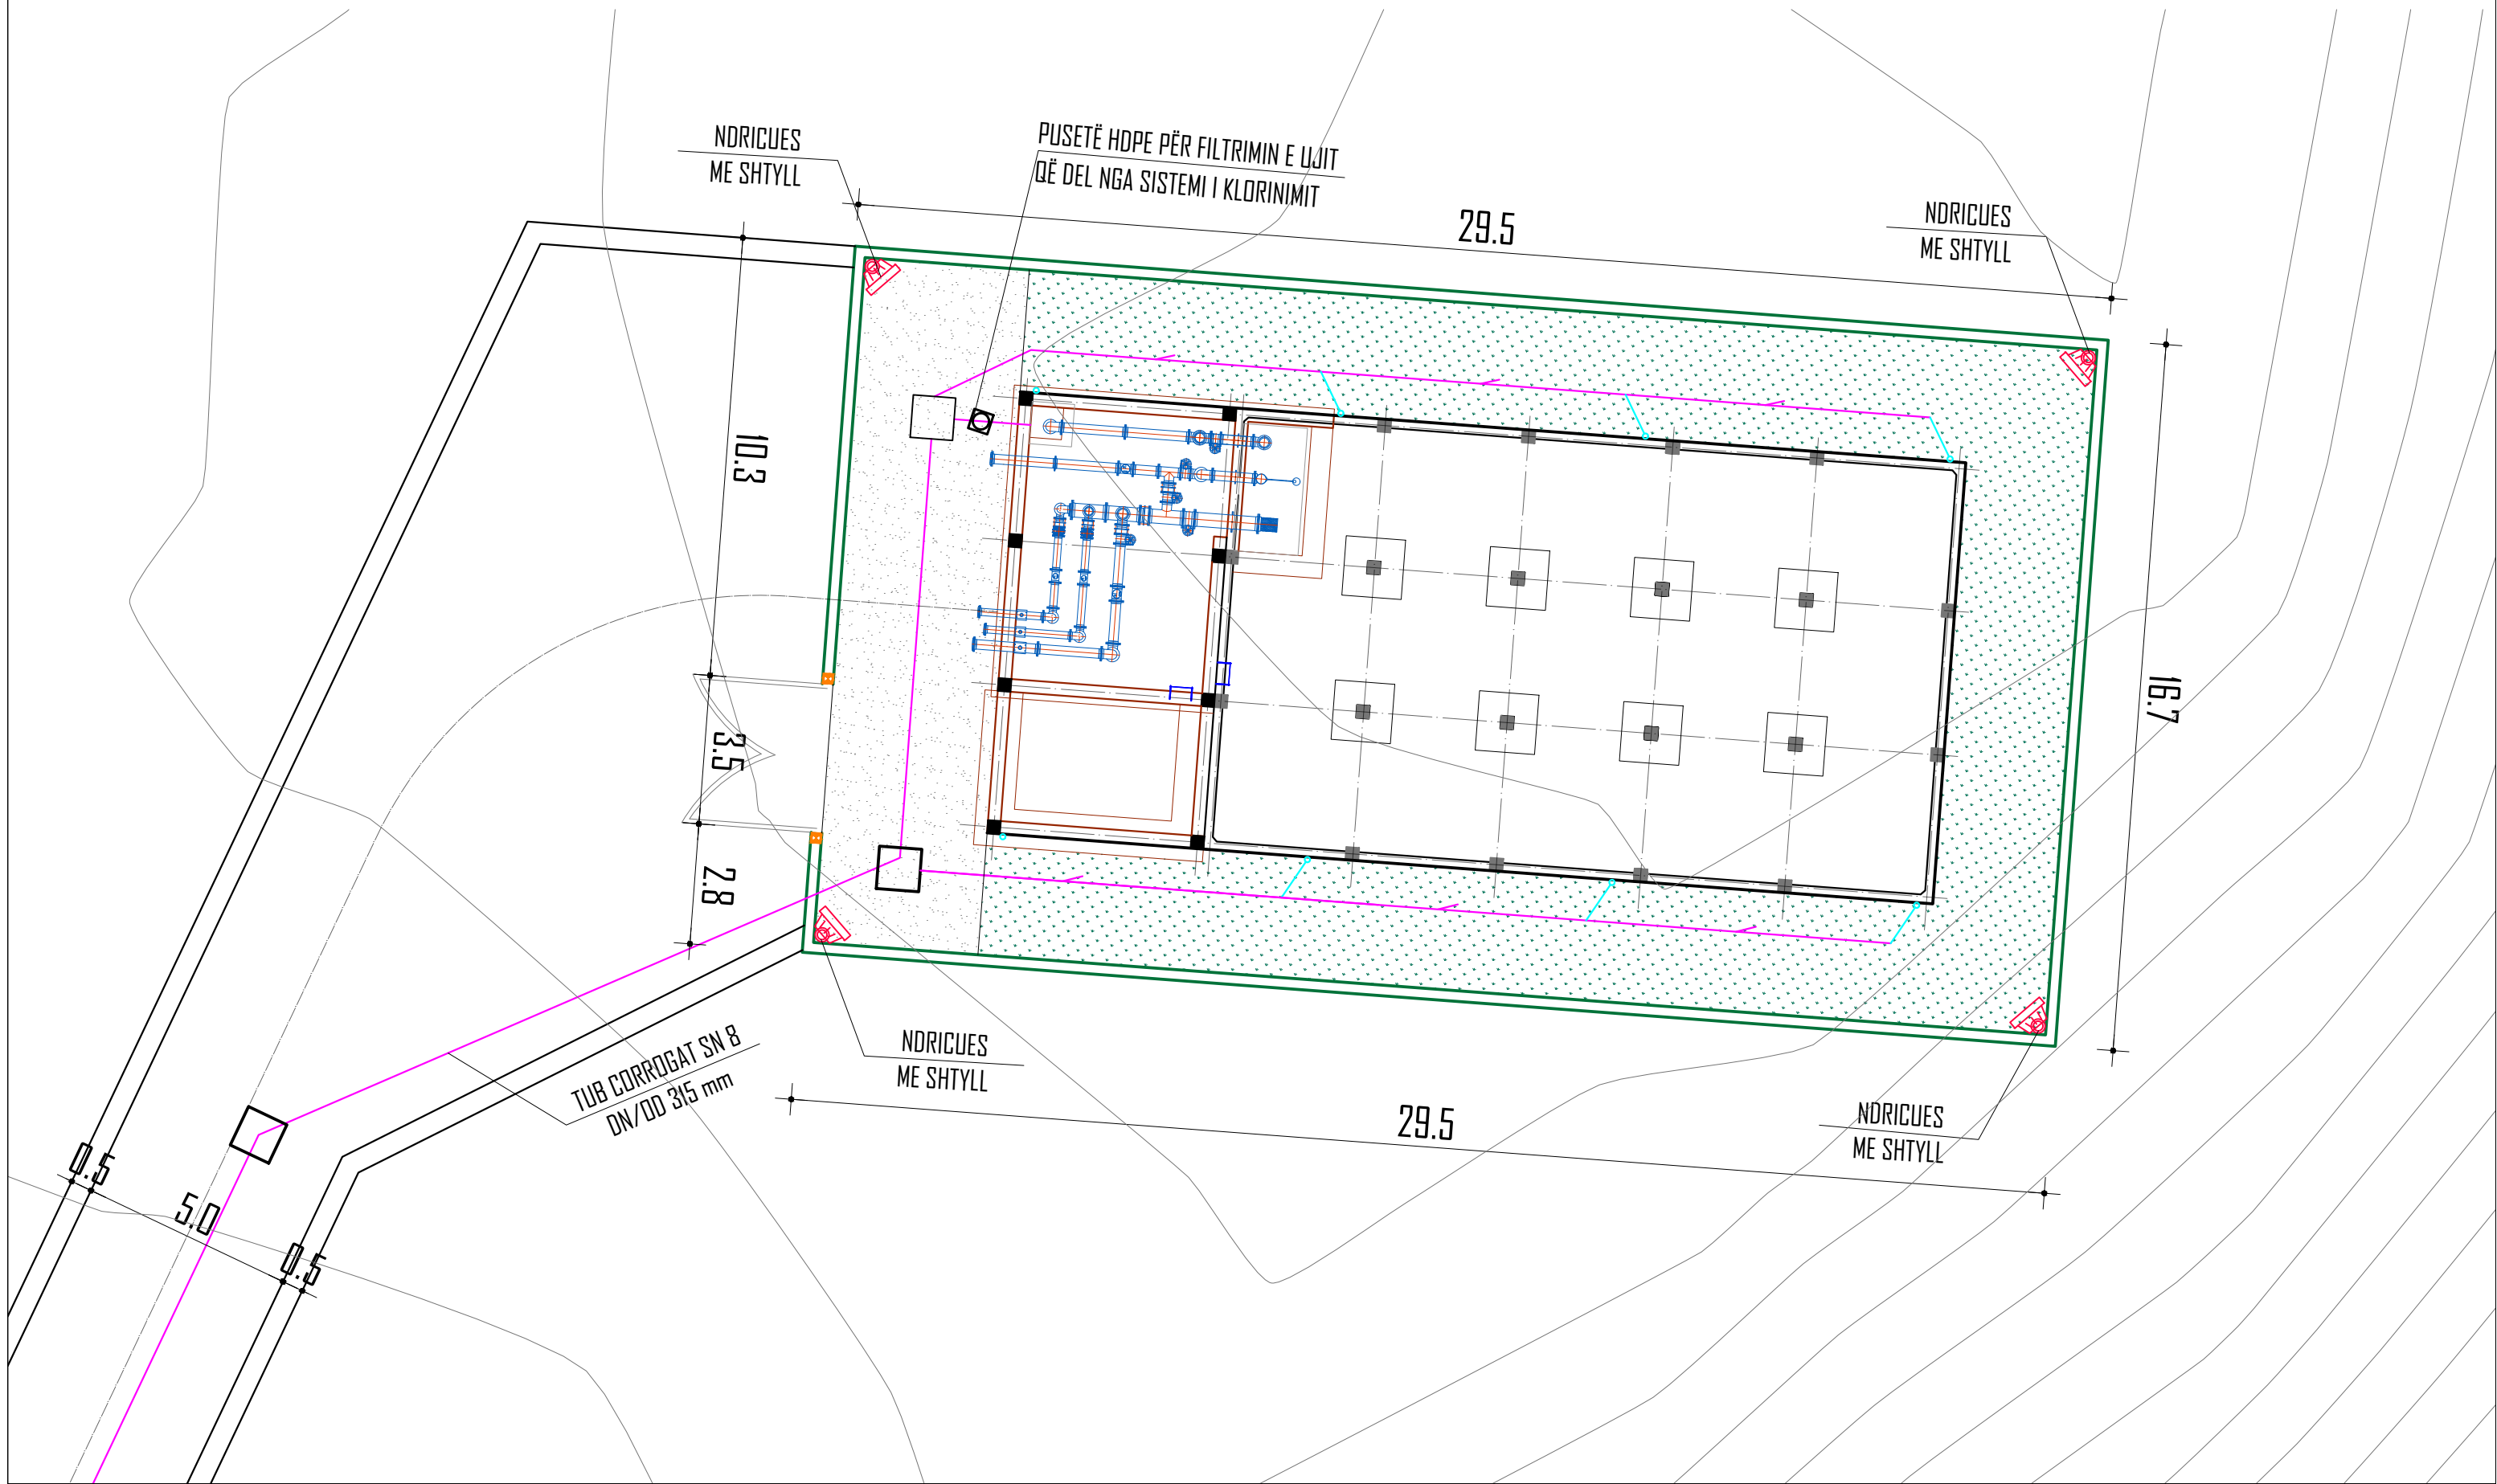 NDRICUES
ME SHTYLL
PUSETË HDPE PËR FILTRIMIN E UJIT
QË DEL NGA SISTEMI I KLORINIMIT
29.5
NDRICUES
ME SHTYLL
10.3
16.7
3.5
2.8
TUB CORROGAT SN 8
DN/OD 315 mm
NDRICUES
ME SHTYLL
29.5
NDRICUES
ME SHTYLL
0.5
5.0
0.5